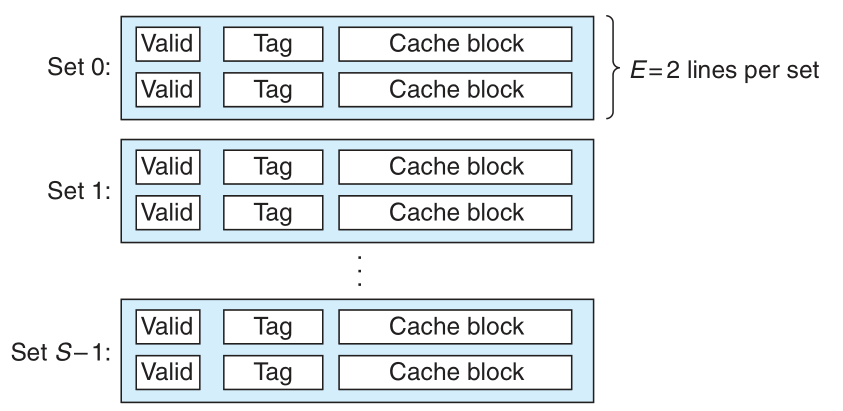 Valid Tag Cache block
Set 0: E=2 lines per set
Valid Tag Cache block
Valid Tag Cache block
Set 1:
Valid Tag Cache block
Valid Tag Cache block
Set S−1:
Valid Tag Cache block